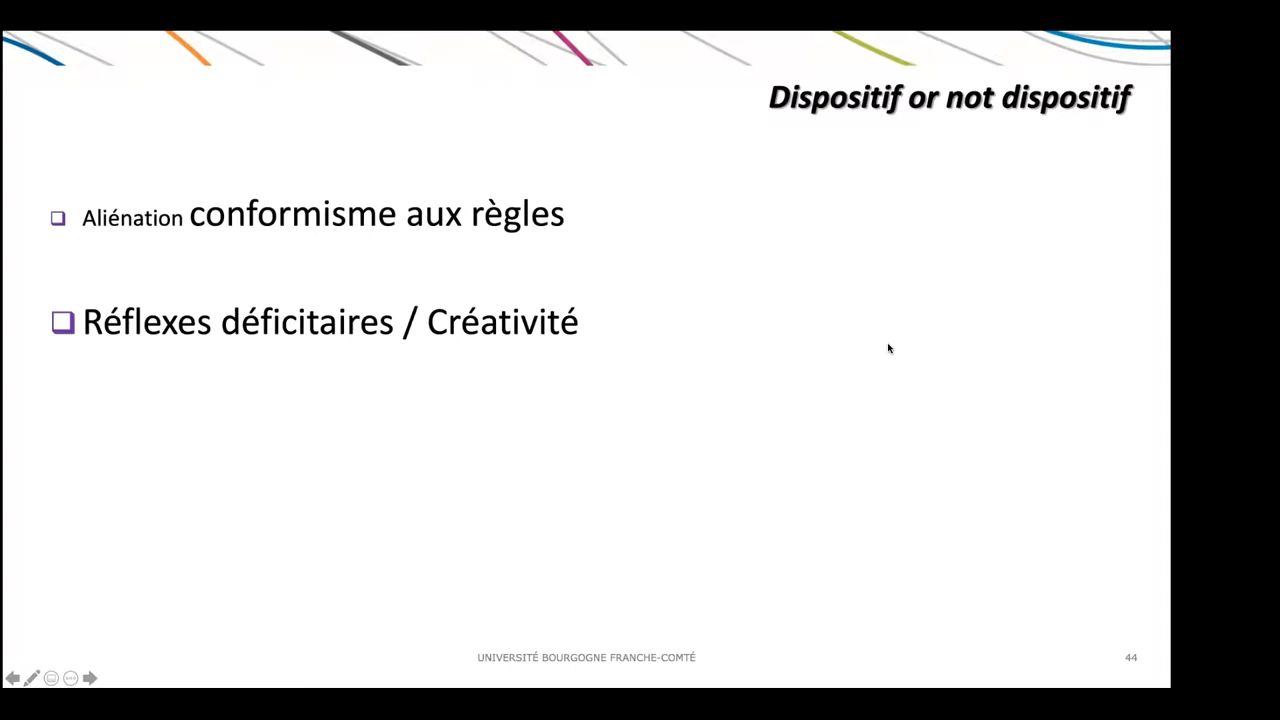 Dispositif or not dispositif
Aliénation conformisme aux règles
Réflexes déficitaires / Créativité
UNIVERSITÉ BOURGOGNE FRANCHE-COMTÉ
44